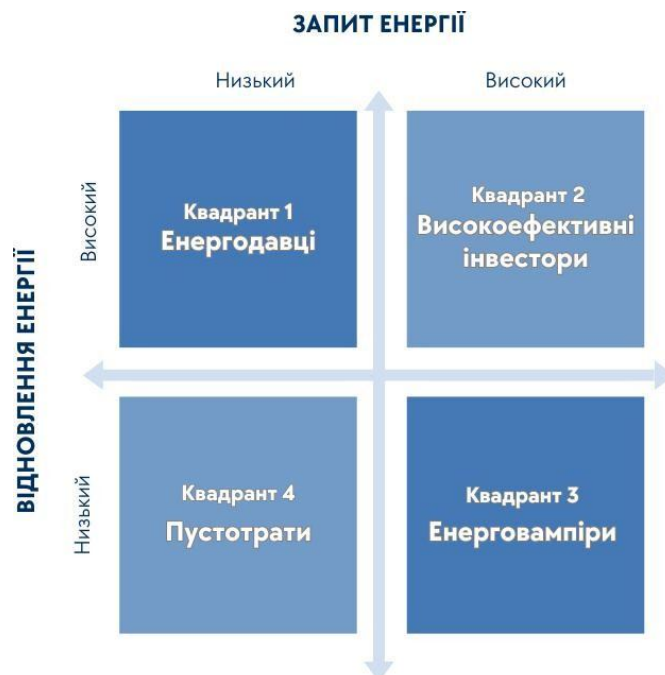 ЗАПИТ ЕНЕРГІЇ
Низький
Високий
ВІДНОВЛЕННЯ ЕНЕРГІЇ
Високий
Квадрант 1
Енергодавці
Квадрант 2
Високоефективні
інвестори
Низький
Квадрант 4
Пустотрати
Квадрант 3
Енерговампіри